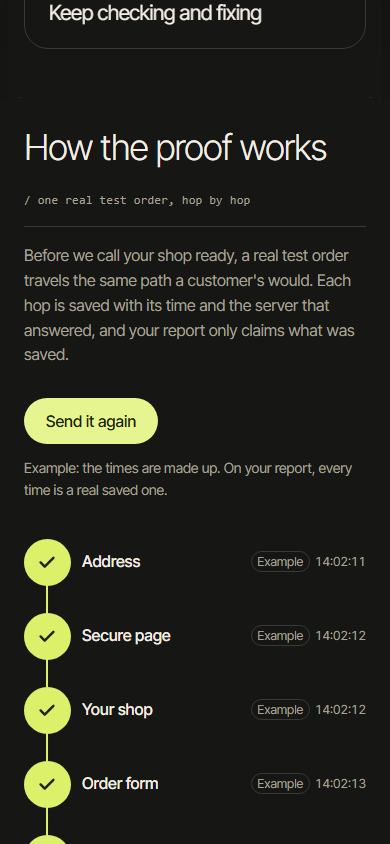 Keep checking and fixing
How the proof works
/ one real test order, hop by hop
Before we call your shop ready, a real test order
travels the same path a customer's would. Each
hop is saved with its time and the server that
answered, and your report only claims what was
saved.
Send it again
Example: the times are made up. On your report, every
time is a real saved one.
Address Example 14:02:11
Secure page Example 14:02:12
Your shop Example 14:02:12
Order form Example 14:02:13